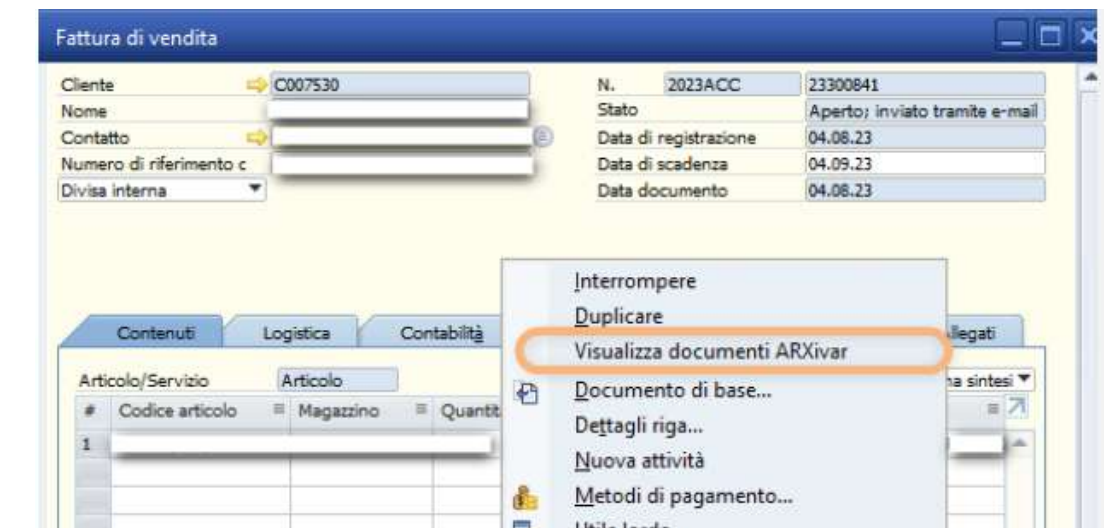 Fattura di vendita
Cliente C007530 N. 2023ACC 23300841
Nome Stato Aperto; inviato tramite e-mail
Contatto Data di registrazione 04.08.23
Numero di riferimento c Data di scadenza 04.09.23
Divisa interna Data documento 04.08.23
Interrompere
Duplicare
Contenuti Logistica Contabilità llegati
Visualizza documenti ARXivar
Articolo/Servizio Articolo na sintesi
Documento di base...
# Codice articolo Magazzino Quantit
Dettagli riga...
1
Nuova attività
Metodi di pagamento...